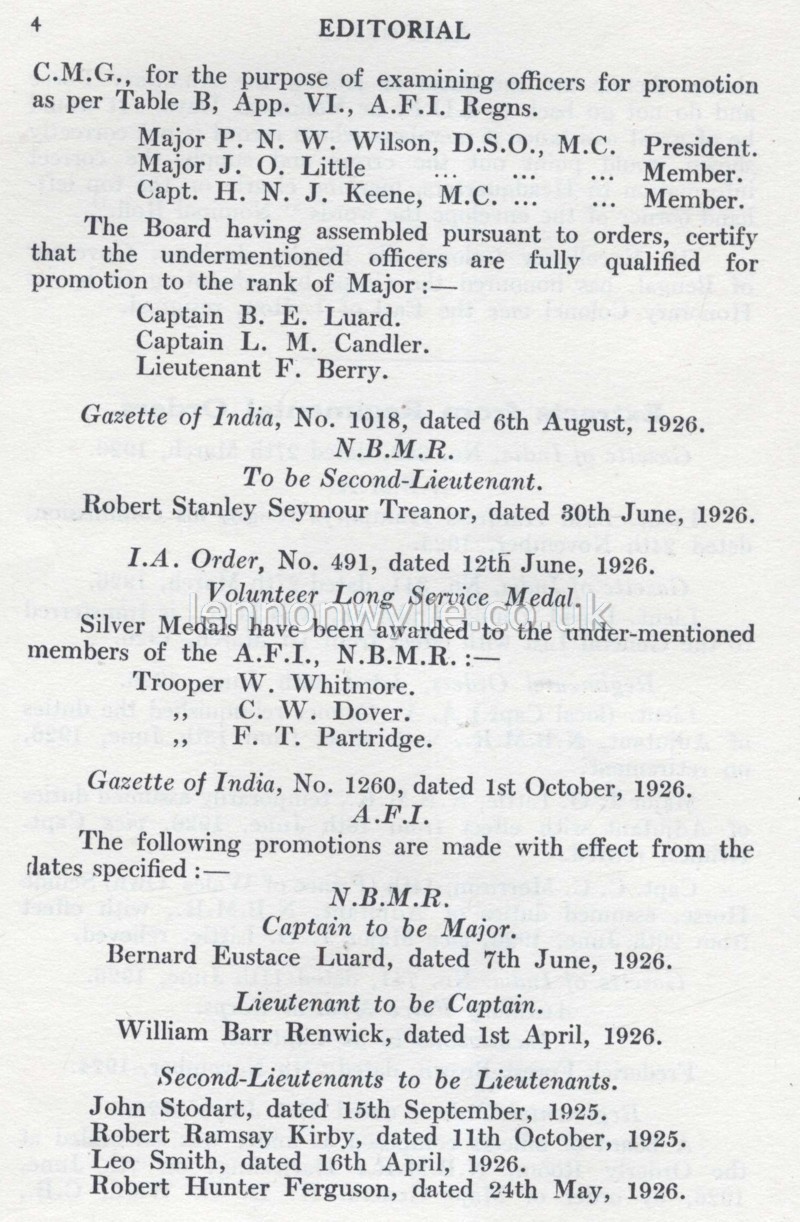 4
EDITORIAL
C.M.G., for the purpose of examining officers for promotion
as per Table B, App. VI., A.F.I. Regns.
Major P. N. W. Wilson, D.S.O., M.C. President.
Major J. O. Little ... ... ... Member.
Capt. H. N. J. Keene, M.C. ... ... Member.
The Board having assembled pursuant to orders, certify
that the undermentioned officers are fully qualified for
promotion to the rank of Major:—
Captain B. E. Luard.
Captain L. M. Candler.
Lieutenant F. Berry.
Gazette of India, No. 1018, dated 6th August, 1926.
N.B.M.R.
To be Second-Lieutenant.
Robert Stanley Seymour Treanor, dated 30th June, 1926.
I.A. Order, No. 491, dated 12th June, 1926.
Volunteer Long Service Medal.
lennonwylie.co.uk
Silver Medals have been awarded to the under-mentioned
members of the A.F.I., N.B.M.R.:—
Trooper W. Whitmore.
,, C. W. Dover.
,, F. T. Partridge.
Gazette of India, No. 1260, dated 1st October, 1926.
A.F.I.
The following promotions are made with effect from the
dates specified:—
N.B.M.R.
Captain to be Major.
Bernard Eustace Luard, dated 7th June, 1926.
Lieutenant to be Captain.
William Barr Renwick, dated 1st April, 1926.
Second-Lieutenants to be Lieutenants.
John Stodart, dated 15th September, 1925.
Robert Ramsay Kirby, dated 11th October, 1925.
Leo Smith, dated 16th April, 1926.
Robert Hunter Ferguson, dated 24th May, 1926.